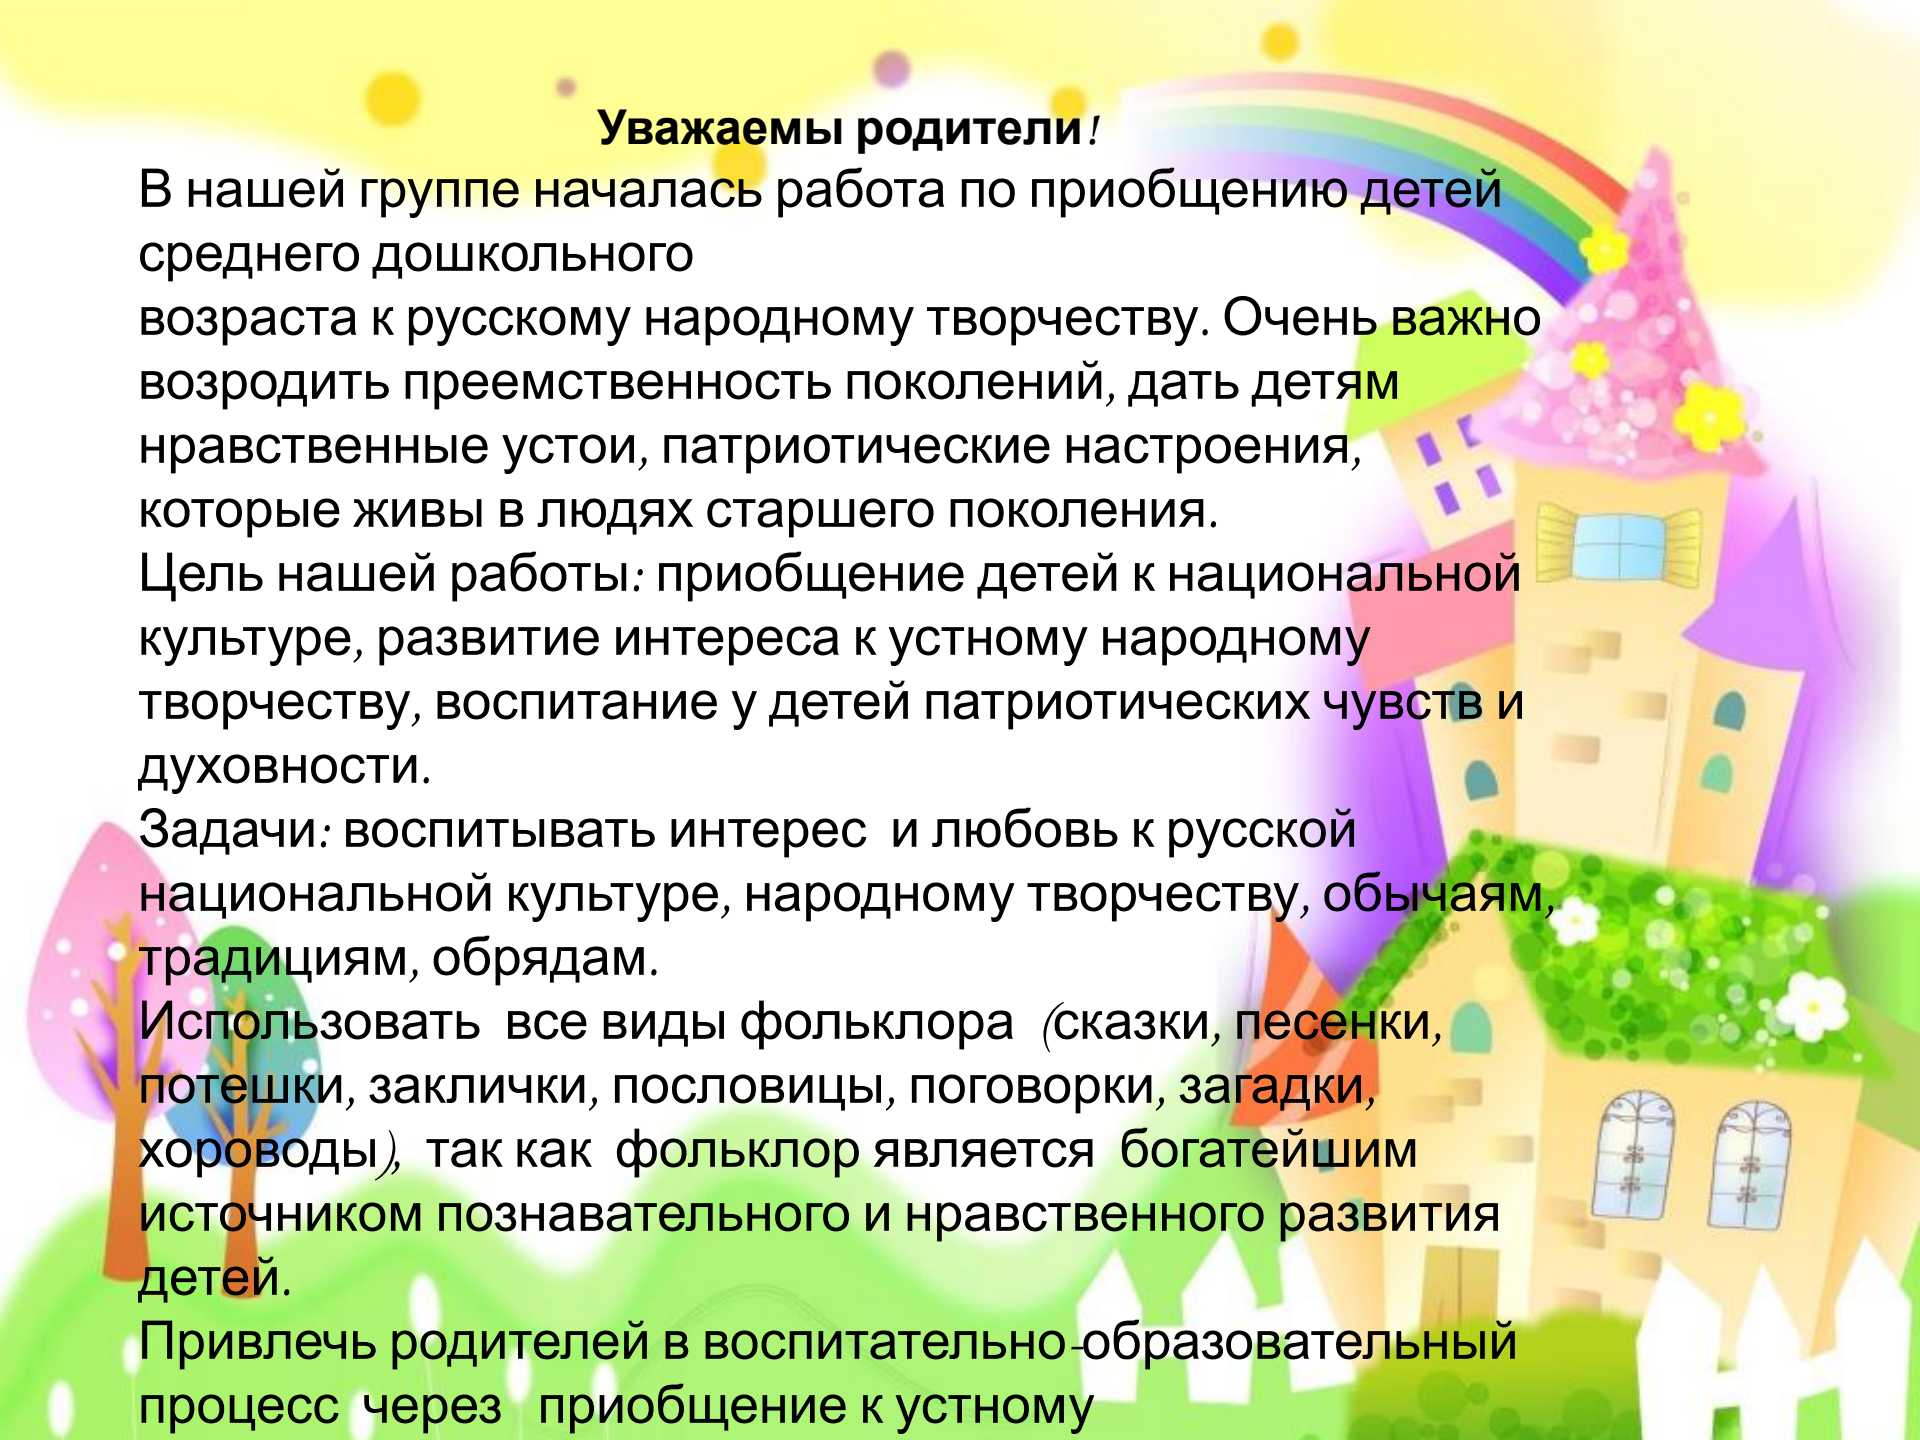 Уважаемы родители!
В нашей группе началась работа по приобщению детей
среднего дошкольного
возраста к русскому народному творчеству. Очень важно
возродить преемственность поколений, дать детям
нравственные устои, патриотические настроения,
которые живы в людях старшего поколения.
Цель нашей работы: приобщение детей к национальной
культуре, развитие интереса к устному народному
творчеству, воспитание у детей патриотических чувств и
духовности.
Задачи: воспитывать интерес  и любовь к русской
национальной культуре, народному творчеству, обычаям,
традициям, обрядам.
Использовать  все виды фольклора  (сказки, песенки,
потешки, заклички, пословицы, поговорки, загадки,
хороводы),  так как  фольклор является  богатейшим
источником познавательного и нравственного развития
детей.
Привлечь родителей в воспитательно-образовательный
процесс  через   приобщение к устному